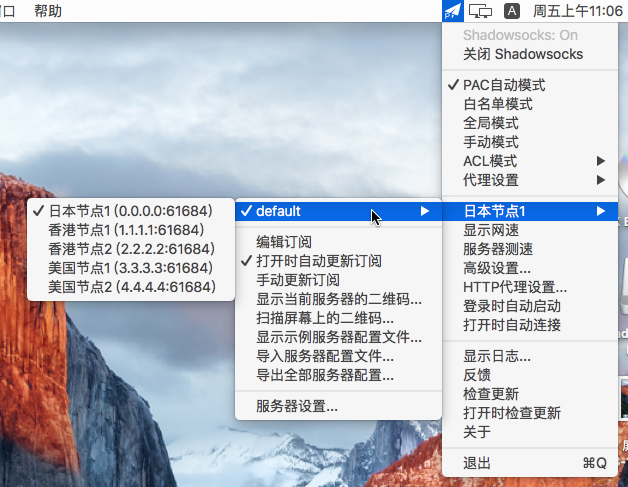 帮助
A
周五上午11:06
Shadowsocks: On
关闭 Shadowsocks
✓ PAC自动模式
白名单模式
全局模式
手动模式
ACL模式 ▶
代理设置 ▶
日本节点1 ▶
显示网速
服务器测速
高级设置...
HTTP代理设置...
登录时自动启动
打开时自动连接
显示日志...
反馈
检查更新
打开时检查更新
关于
退出 ⌘Q
✓ default ▶
编辑订阅
✓ 打开时自动更新订阅
手动更新订阅
显示当前服务器的二维码...
扫描屏幕上的二维码...
显示示例服务器配置文件...
导入服务器配置文件...
导出全部服务器配置...
服务器设置...
✓ 日本节点1 (0.0.0.0:61684)
香港节点1 (1.1.1.1:61684)
香港节点2 (2.2.2.2:61684)
美国节点1 (3.3.3.3:61684)
美国节点2 (4.4.4.4:61684)